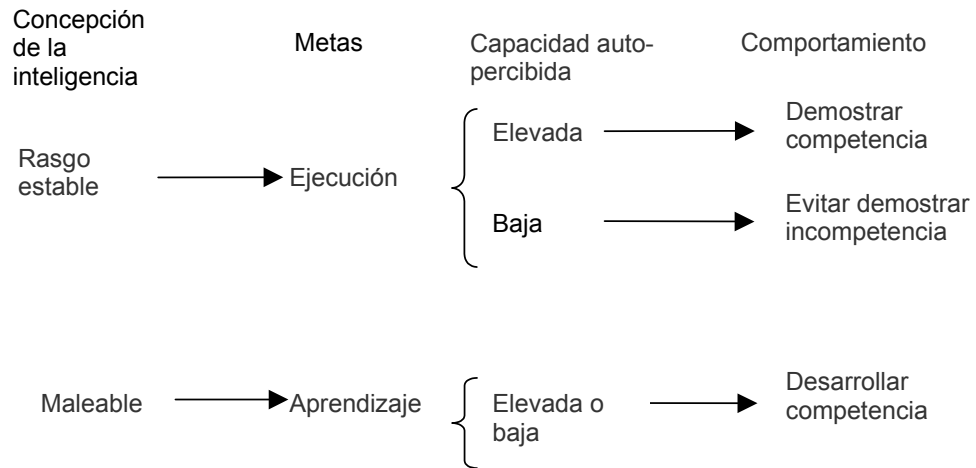 Concepción
de la
inteligencia
Metas
Capacidad auto-
percibida
Comportamiento
Rasgo
estable
Ejecución
Elevada
Demostrar
competencia
Baja
Evitar demostrar
incompetencia
Maleable
Aprendizaje
Elevada o
baja
Desarrollar
competencia